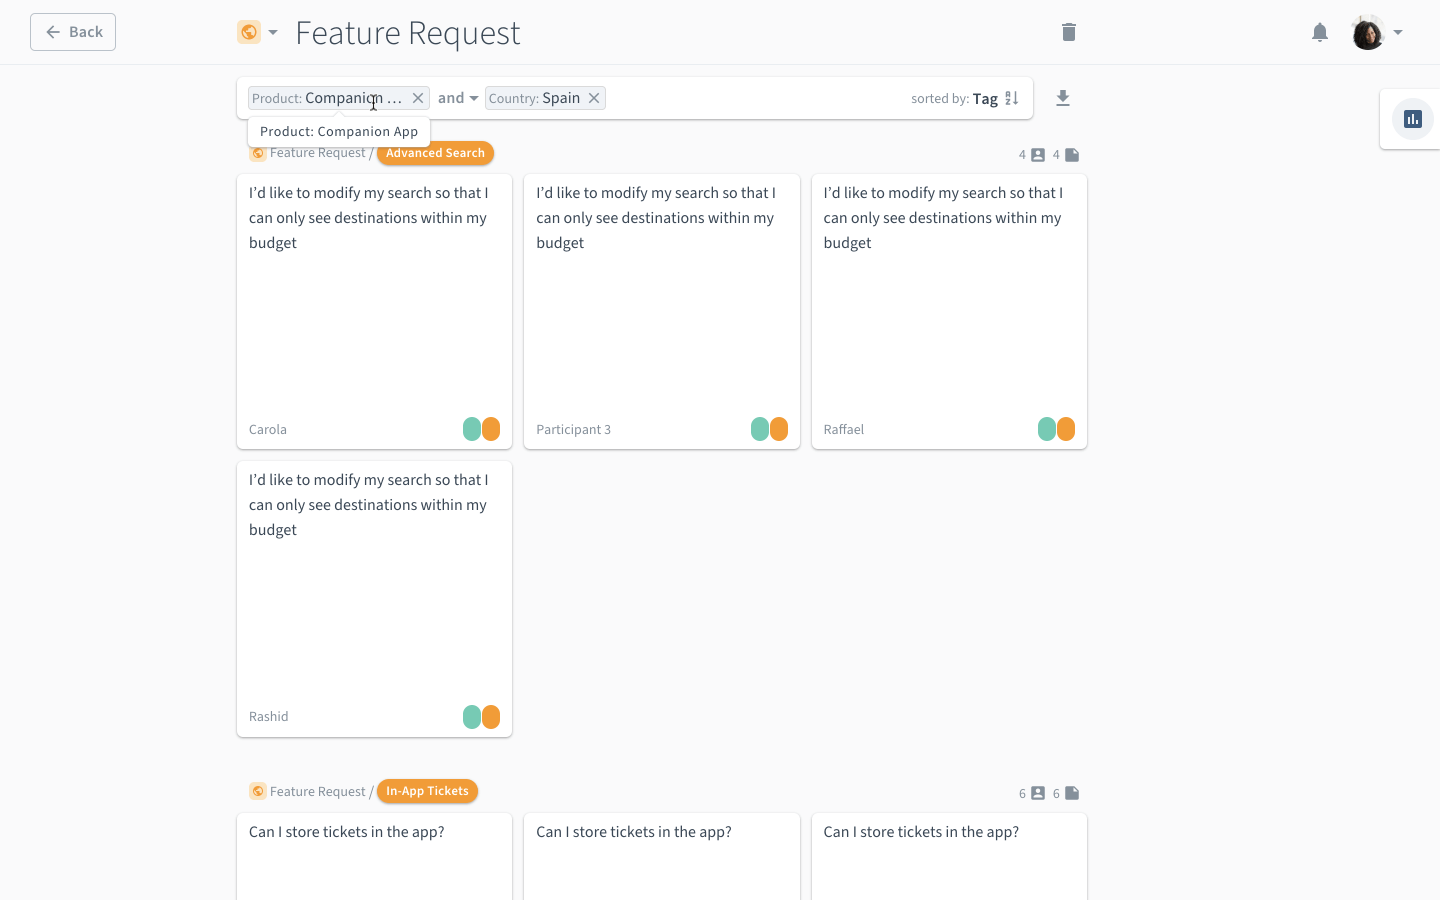 Back
Feature Request
Product: Companion ... and Country: Spain sorted by: Tag
Product: Companion App
Feature Request / Advanced Search 4 4
I’d like to modify my search so that I
can only see destinations within my
budget
Carola
I’d like to modify my search so that I
can only see destinations within my
budget
Participant 3
I’d like to modify my search so that I
can only see destinations within my
budget
Raffael
I’d like to modify my search so that I
can only see destinations within my
budget
Rashid
Feature Request / In-App Tickets 6 6
Can I store tickets in the app?
Can I store tickets in the app?
Can I store tickets in the app?